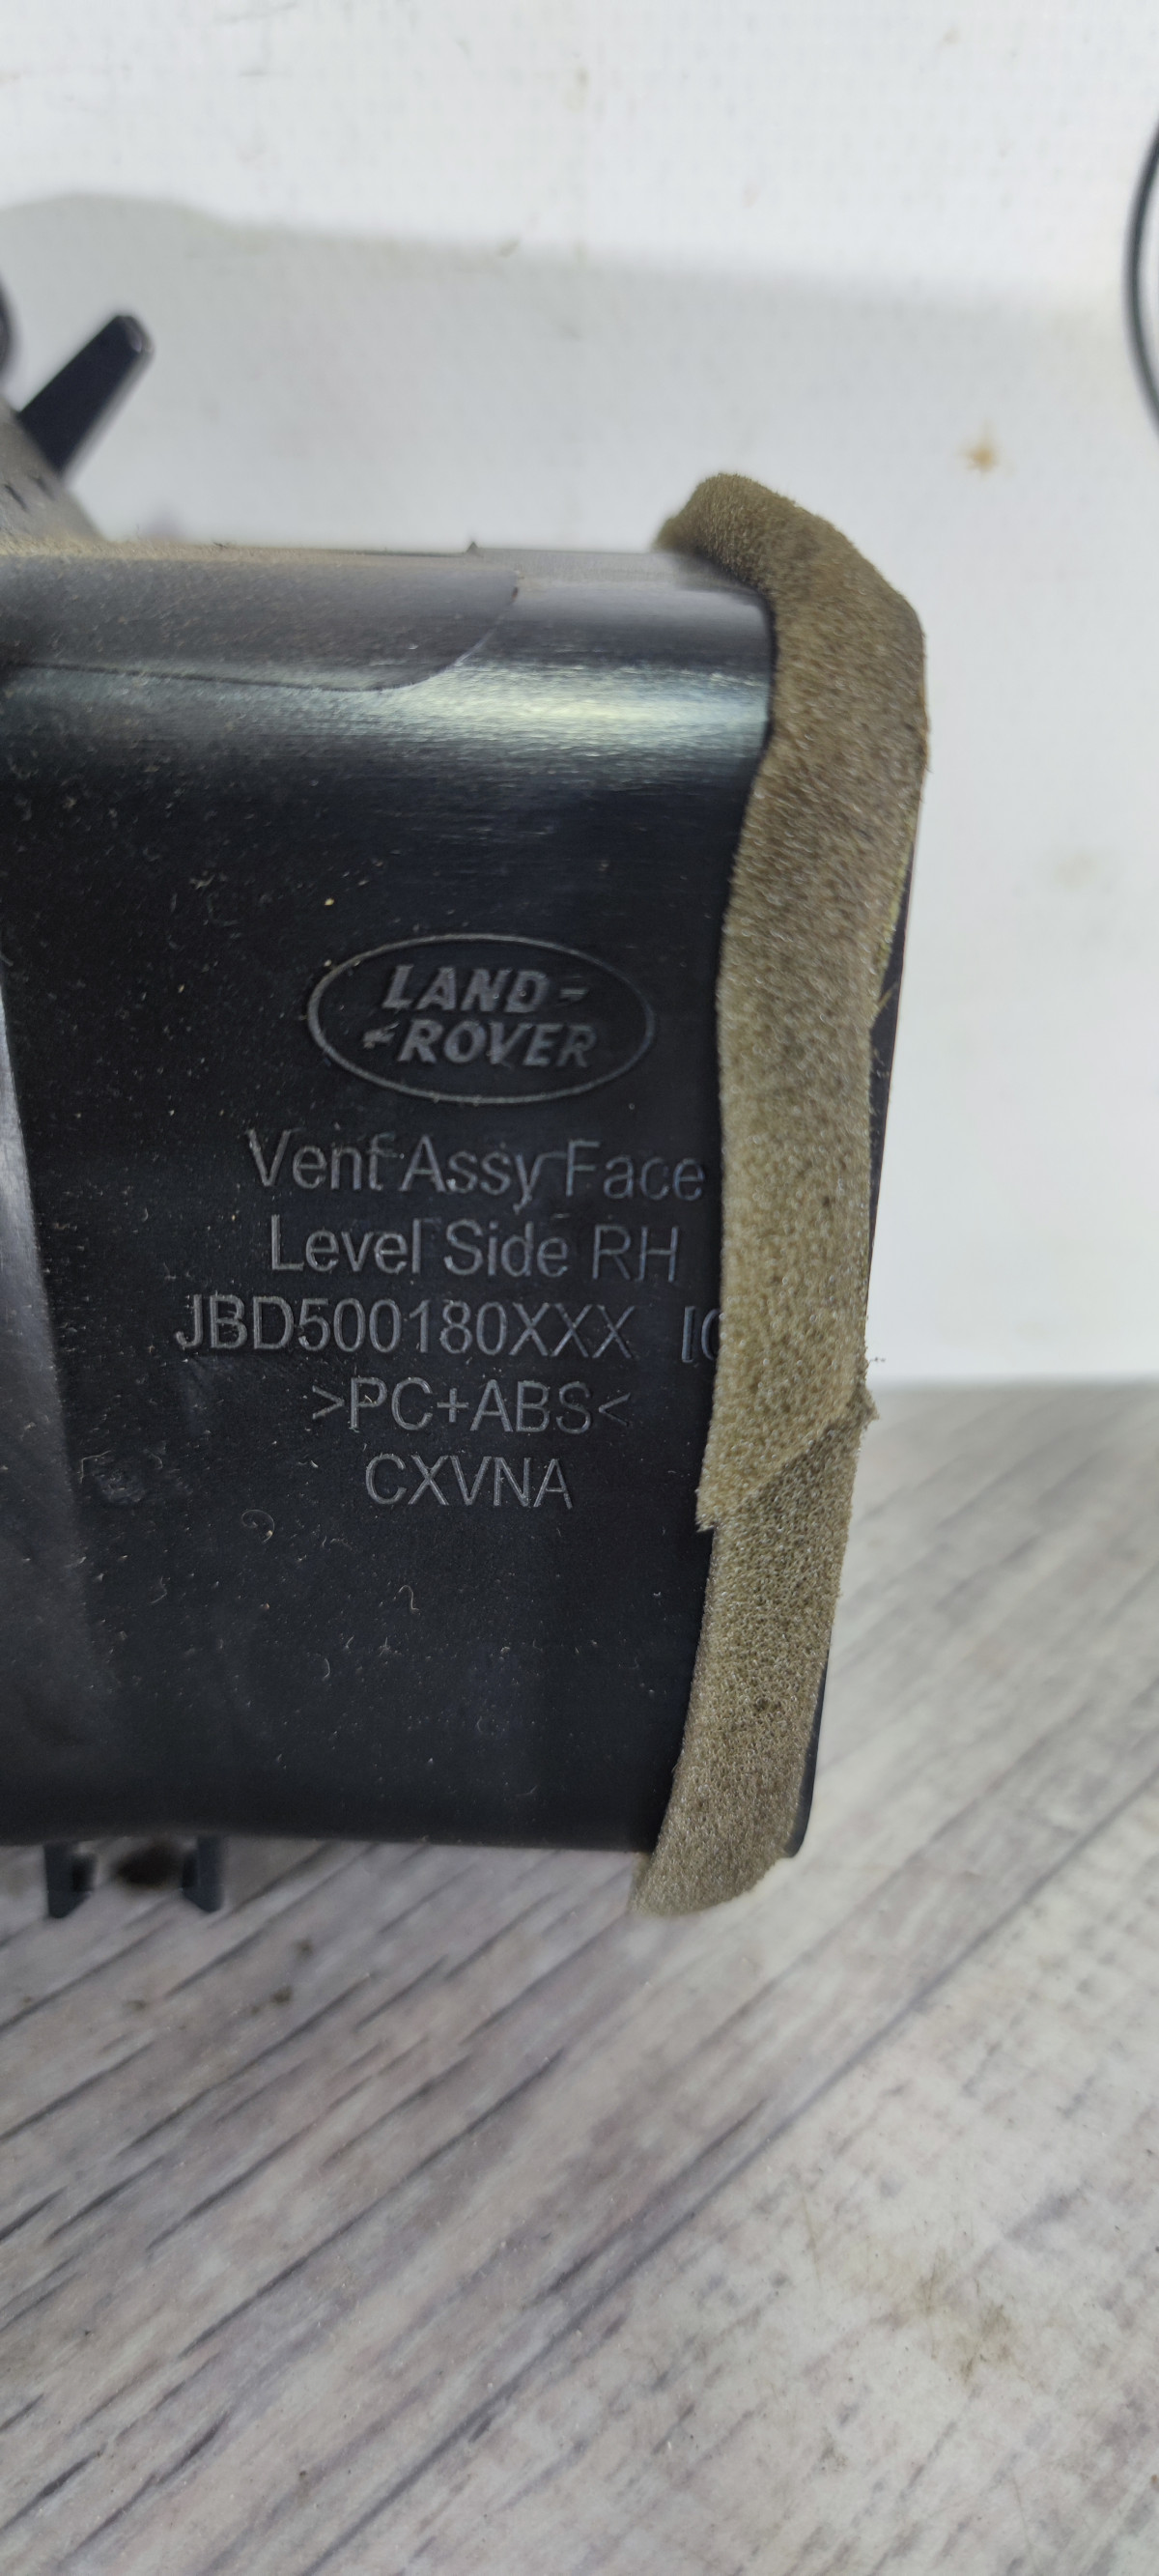 LAND-
-ROVER
Vent Assy Face
Level Side RH
JBD500180XXX
>PC+ABS<
CXVNA